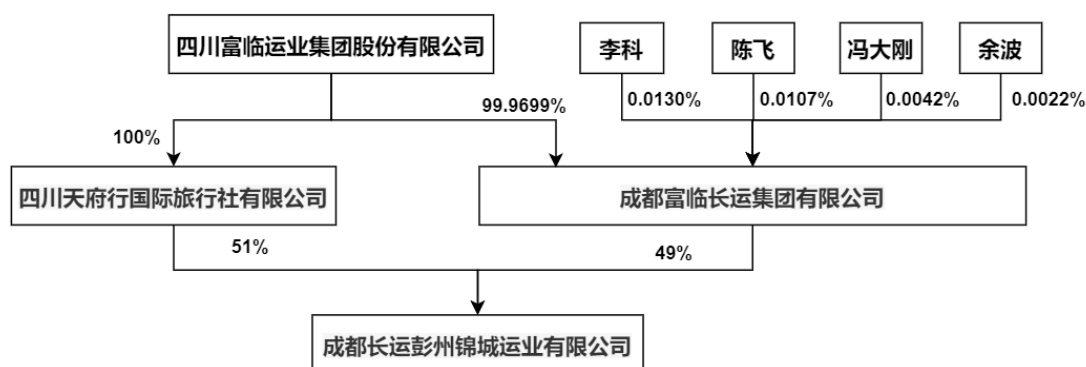 四川富临运业集团股份有限公司
李科
陈飞
冯大刚
余波
99.9699%
0.0130%
0.0107%
0.0042%
0.0022%
100%
四川天府行国际旅行社有限公司
成都富临长运集团有限公司
51%
49%
成都长运彭州锦城运业有限公司